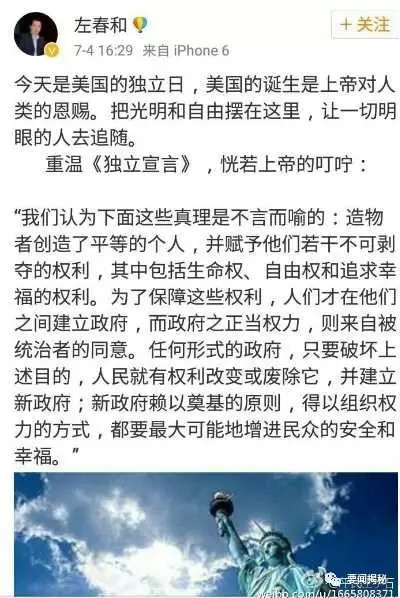 左春和
+关注
7-4 16:29 来自 iPhone 6
今天是美国的独立日，美国的诞生是上帝对人
类的恩赐。把光明和自由摆在这里，让一切明
眼的人去追随。
重温《独立宣言》，恍若上帝的叮咛：
“我们认为下面这些真理是不言而喻的：造物
者创造了平等的个人，并赋予他们若干不可剥
夺的权利，其中包括生命权、自由权和追求幸
福的权利。为了保障这些权利，人们才在他们
之间建立政府，而政府之正当权力，则来自被
统治者的同意。任何形式的政府，只要破坏上
述目的，人民就有权利改变或废除它，并建立
新政府；新政府赖以奠基的原则，得以组织权
力的方式，都要最大可能地增进民众的安全和
幸福。”
要闻揭秘
weibo.com/u/1665808371